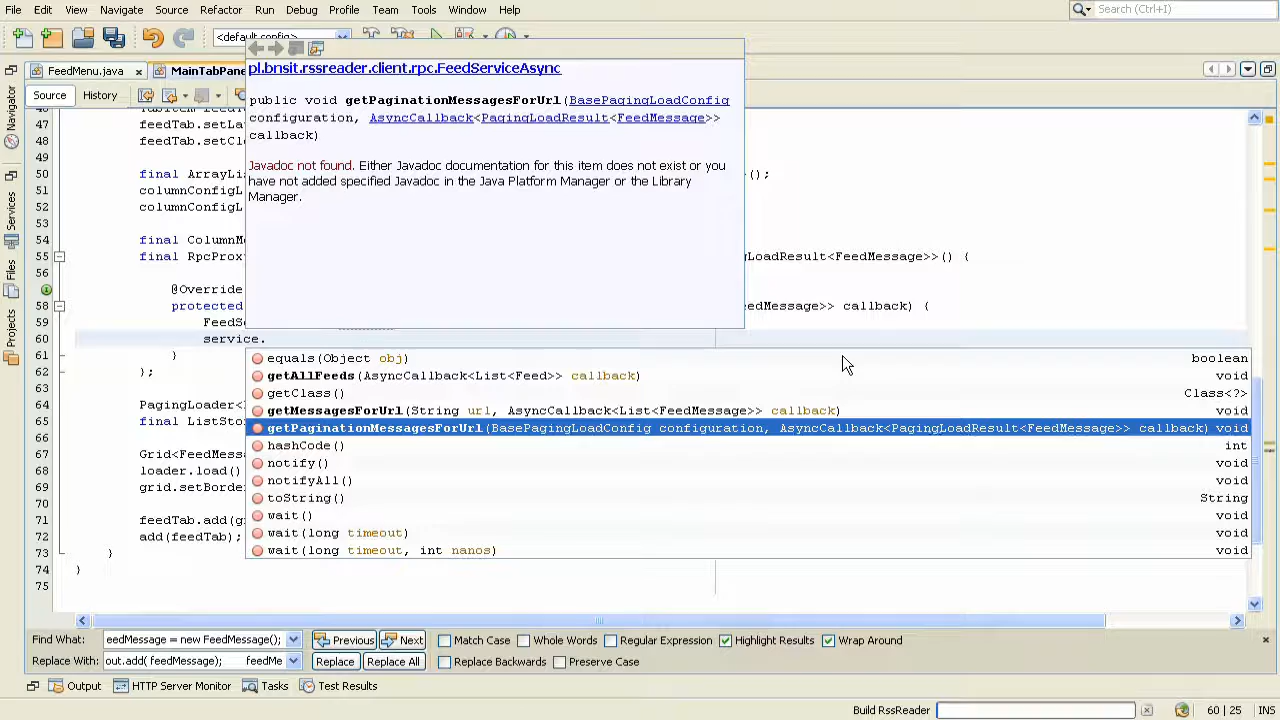 File Edit View Navigate Source Refactor Run Debug Profile Team Tools Window Help
Search (Ctrl+I)
<default config>
FeedMenu.java x MainTabPane
Source History
pl.bnsit.rssreader.client.rpc.FeedServiceAsync
public void getPaginationMessagesForUrl(BasePagingLoadConfig
configuration, AsyncCallback<PagingLoadResult<FeedMessage>>
callback)
Javadoc not found. Either Javadoc documentation for this item does not exist or you
have not added specified Javadoc in the Java Platform Manager or the Library
Manager.
Navigator
Services
Files
Projects
47 feedTab.setLa
48 feedTab.setCl
49
50 final ArrayLis ();
51 columnConfigL
52 columnConfigL
53
54 final ColumnMo
55 final RpcProxy gLoadResult<FeedMessage>>() {
56
@Override
58 protected edMessage>> callback) {
59 FeedSe
60 service.
61 }
62 };
63
64 PagingLoader<
65 final ListSto
66
67 Grid<FeedMess
68 loader.load()
69 grid.setBorde
70
71 feedTab.add(g
72 add(feedTab);
73 }
74 }
75
equals(Object obj) boolean
getAllFeeds(AsyncCallback<List<Feed>> callback) void
getClass() Class<?>
getMessagesForUrl(String url, AsyncCallback<List<FeedMessage>> callback) void
getPaginationMessagesForUrl(BasePagingLoadConfig configuration, AsyncCallback<PagingLoadResult<FeedMessage>> callback) void
hashCode() int
notify() void
notifyAll() void
toString() String
wait() void
wait(long timeout) void
wait(long timeout, int nanos) void
Find What: eedMessage = new FeedMessage(); Previous Next Match Case Whole Words Regular Expression Highlight Results Wrap Around
Replace With: out.add( feedMessage); feedMe Replace Replace All Replace Backwards Preserve Case
Output HTTP Server Monitor Tasks Test Results
Build RssReader 60 | 25 INS